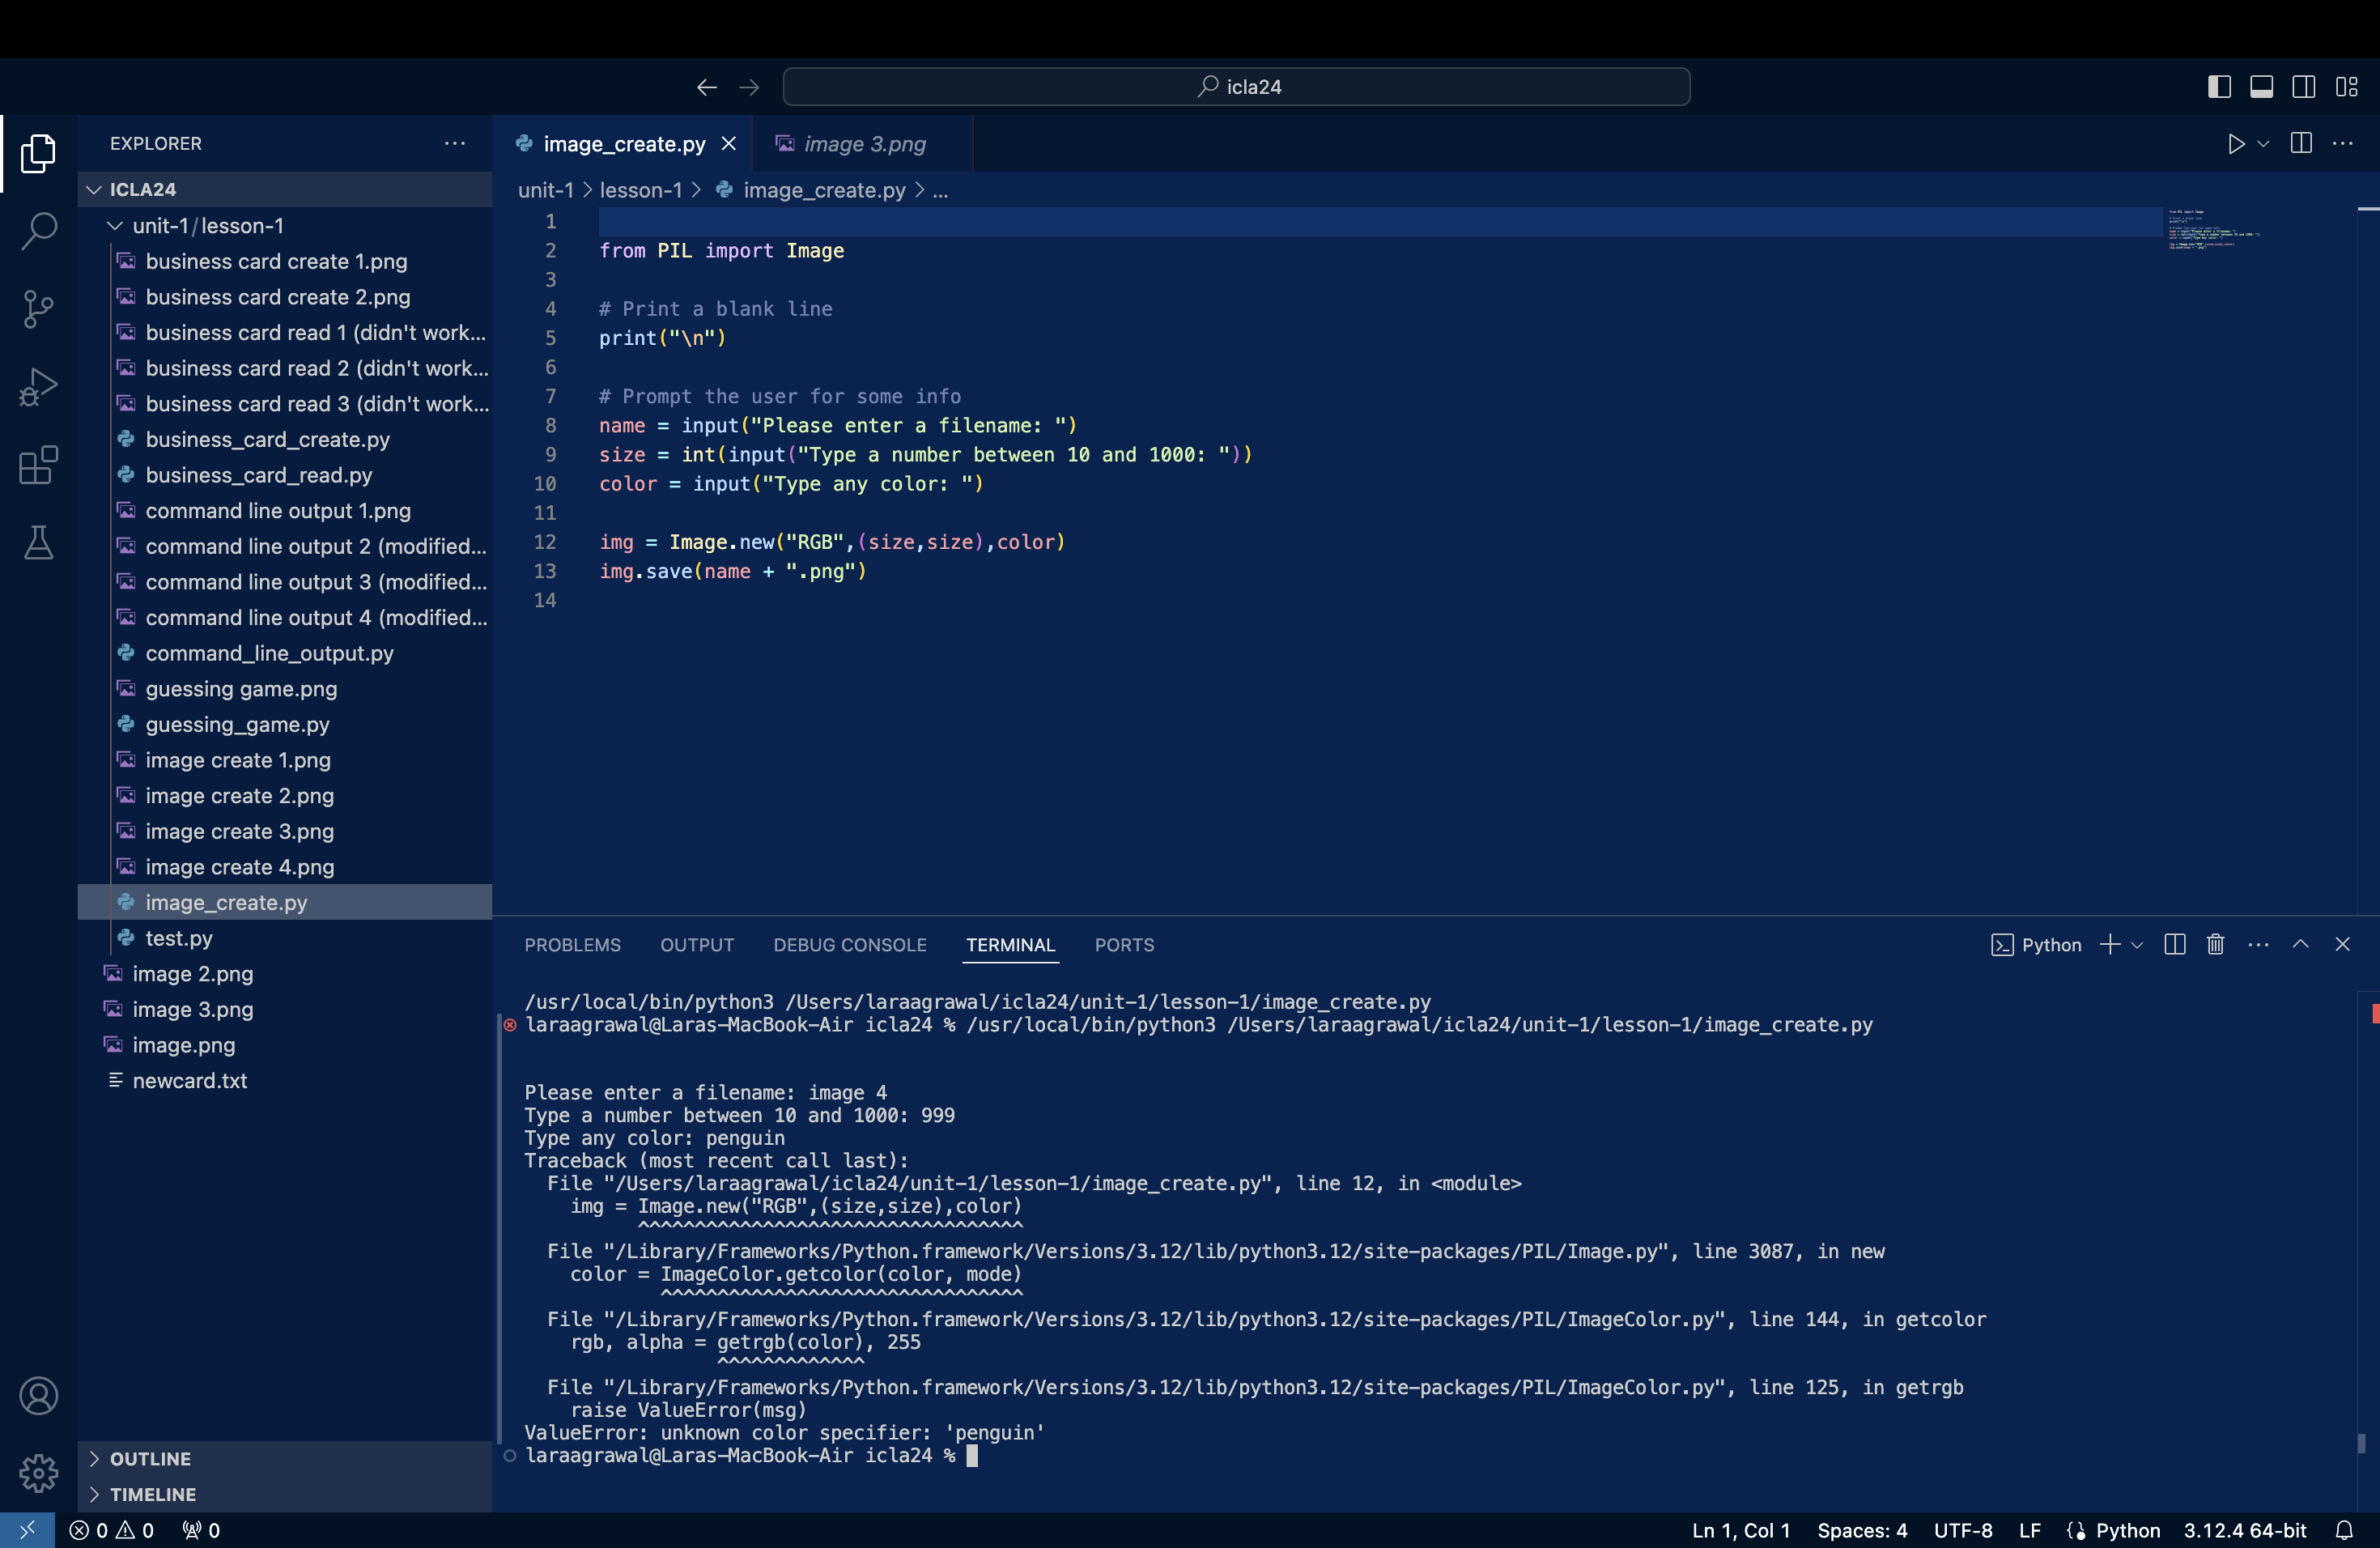 icla24
EXPLORER
ICLA24
unit-1/lesson-1
business card create 1.png
business card create 2.png
business card read 1 (didn't work...
business card read 2 (didn't work...
business card read 3 (didn't work...
business_card_create.py
business_card_read.py
command line output 1.png
command line output 2 (modified...
command line output 3 (modified...
command line output 4 (modified...
command_line_output.py
guessing game.png
guessing_game.py
image create 1.png
image create 2.png
image create 3.png
image create 4.png
image_create.py
test.py
image 2.png
image 3.png
image.png
newcard.txt
OUTLINE
TIMELINE
image_create.py
image 3.png
unit-1 > lesson-1 > image_create.py > ...
1
2 from PIL import Image
3
4 # Print a blank line
5 print("\n")
6
7 # Prompt the user for some info
8 name = input("Please enter a filename: ")
9 size = int(input("Type a number between 10 and 1000: "))
10 color = input("Type any color: ")
11
12 img = Image.new("RGB",(size,size),color)
13 img.save(name + ".png")
14
PROBLEMS OUTPUT DEBUG CONSOLE TERMINAL PORTS
Python
/usr/local/bin/python3 /Users/laraagrawal/icla24/unit-1/lesson-1/image_create.py
laraagrawal@Laras-MacBook-Air icla24 % /usr/local/bin/python3 /Users/laraagrawal/icla24/unit-1/lesson-1/image_create.py
Please enter a filename: image 4
Type a number between 10 and 1000: 999
Type any color: penguin
Traceback (most recent call last):
File "/Users/laraagrawal/icla24/unit-1/lesson-1/image_create.py", line 12, in <module>
img = Image.new("RGB",(size,size),color)
^^^^^^^^^^^^^^^^^^^^^^^^^^^^^^^^^^
File "/Library/Frameworks/Python.framework/Versions/3.12/lib/python3.12/site-packages/PIL/Image.py", line 3087, in new
color = ImageColor.getcolor(color, mode)
^^^^^^^^^^^^^^^^^^^^^^^^^^^^^^^^
File "/Library/Frameworks/Python.framework/Versions/3.12/lib/python3.12/site-packages/PIL/ImageColor.py", line 144, in getcolor
rgb, alpha = getrgb(color), 255
^^^^^^^^^^^^^
File "/Library/Frameworks/Python.framework/Versions/3.12/lib/python3.12/site-packages/PIL/ImageColor.py", line 125, in getrgb
raise ValueError(msg)
ValueError: unknown color specifier: 'penguin'
laraagrawal@Laras-MacBook-Air icla24 %
0 0 0
Ln 1, Col 1 Spaces: 4 UTF-8 LF Python 3.12.4 64-bit